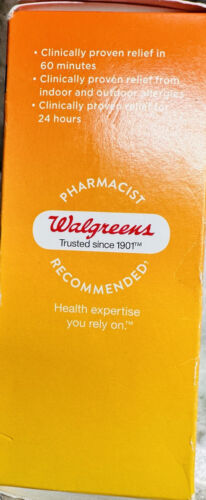 • Clinically proven relief in
60 minutes
• Clinically proven relief from
indoor and outdoor allergies
• Clinically proven relief for
24 hours
PHARMACIST
Walgreens
Trusted since 1901™
RECOMMENDED†
Health expertise
you rely on.™